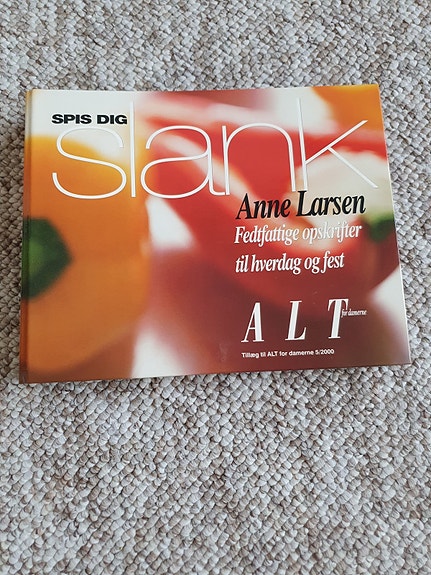 SPIS DIG
slank
Anne Larsen
Fedtfattige opskrifter
til hverdag og fest
ALT for damerne
Tillæg til ALT for damerne 5/2000